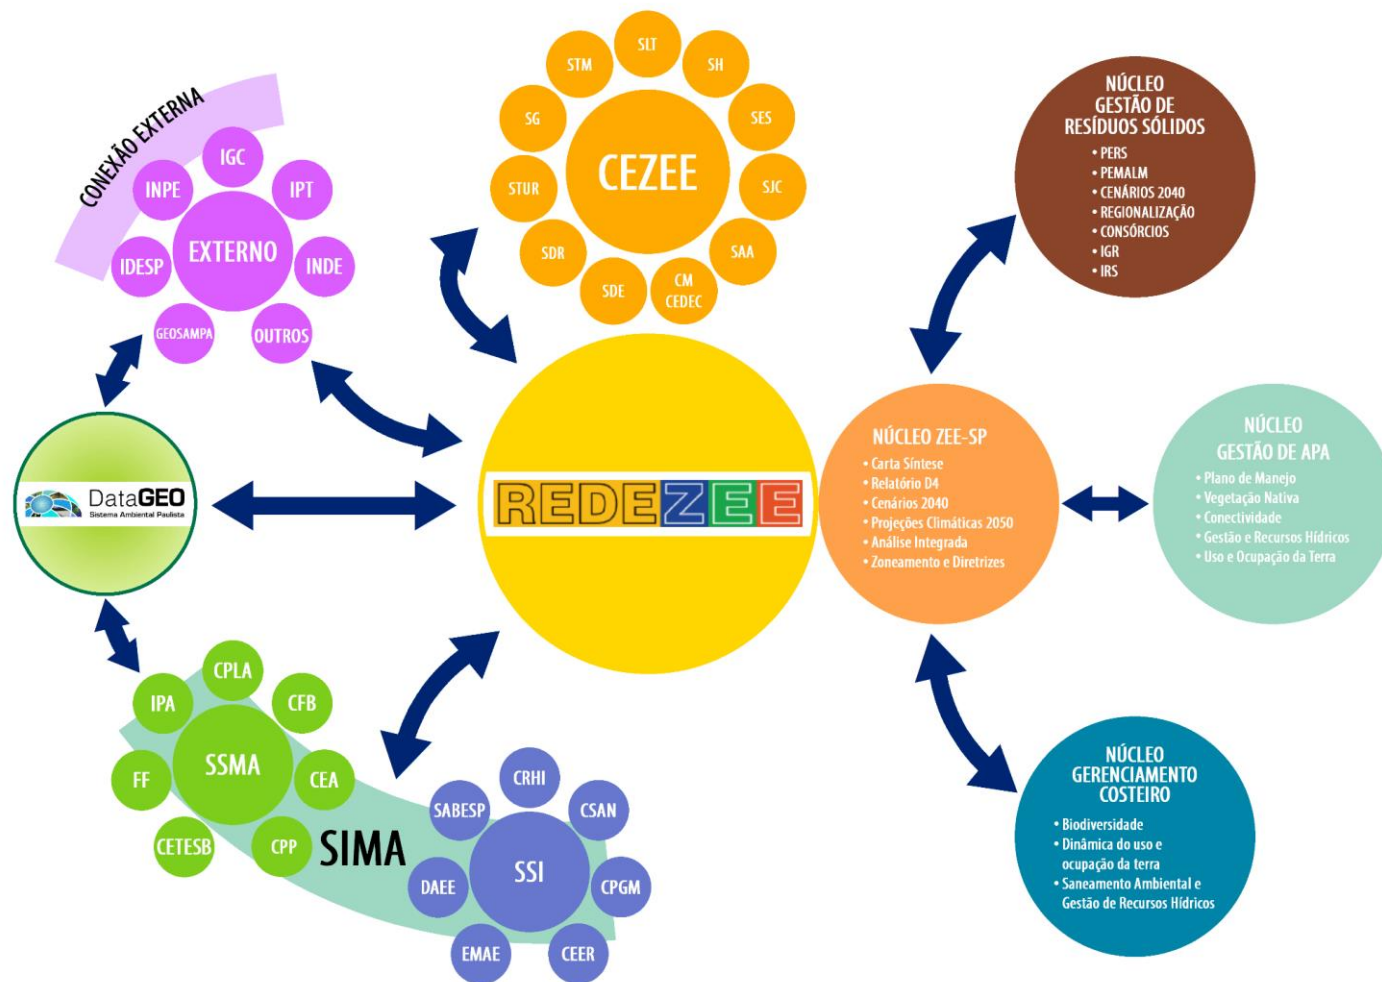 CONEXÃO EXTERNA
IGC
INPE
IPT
EXTERNO
IDESP
INDE
GEOSAMPA
OUTROS
SLT
STM
SH
SG
SES
CEZEE
STUR
SJC
SDR
SAA
SDE
CM
CEDEC
NÚCLEO
GESTÃO DE
RESÍDUOS SÓLIDOS
• PERS
• PEMALM
• CENÁRIOS 2040
• REGIONALIZAÇÃO
• CONSÓRCIOS
• IGR
• IRS
DataGEO
Sistema Ambiental Paulista
REDEZEE
NÚCLEO ZEE-SP
• Carta Síntese
• Relatório D4
• Cenários 2040
• Projeções Climáticas 2050
• Análise Integrada
• Zoneamento e Diretrizes
NÚCLEO
GESTÃO DE APA
• Plano de Manejo
• Vegetação Nativa
• Conectividade
• Gestão e Recursos Hídricos
• Uso e Ocupação da Terra
CPLA
IPA
CFB
SSMA
FF
CEA
CETESB
CPP
SIMA
CRHI
SABESP
CSAN
SSI
DAEE
CPGM
EMAE
CEER
NÚCLEO
GERENCIAMENTO
COSTEIRO
• Biodiversidade
• Dinâmica do uso e
ocupação da terra
• Saneamento Ambiental e
Gestão de Recursos Hídricos